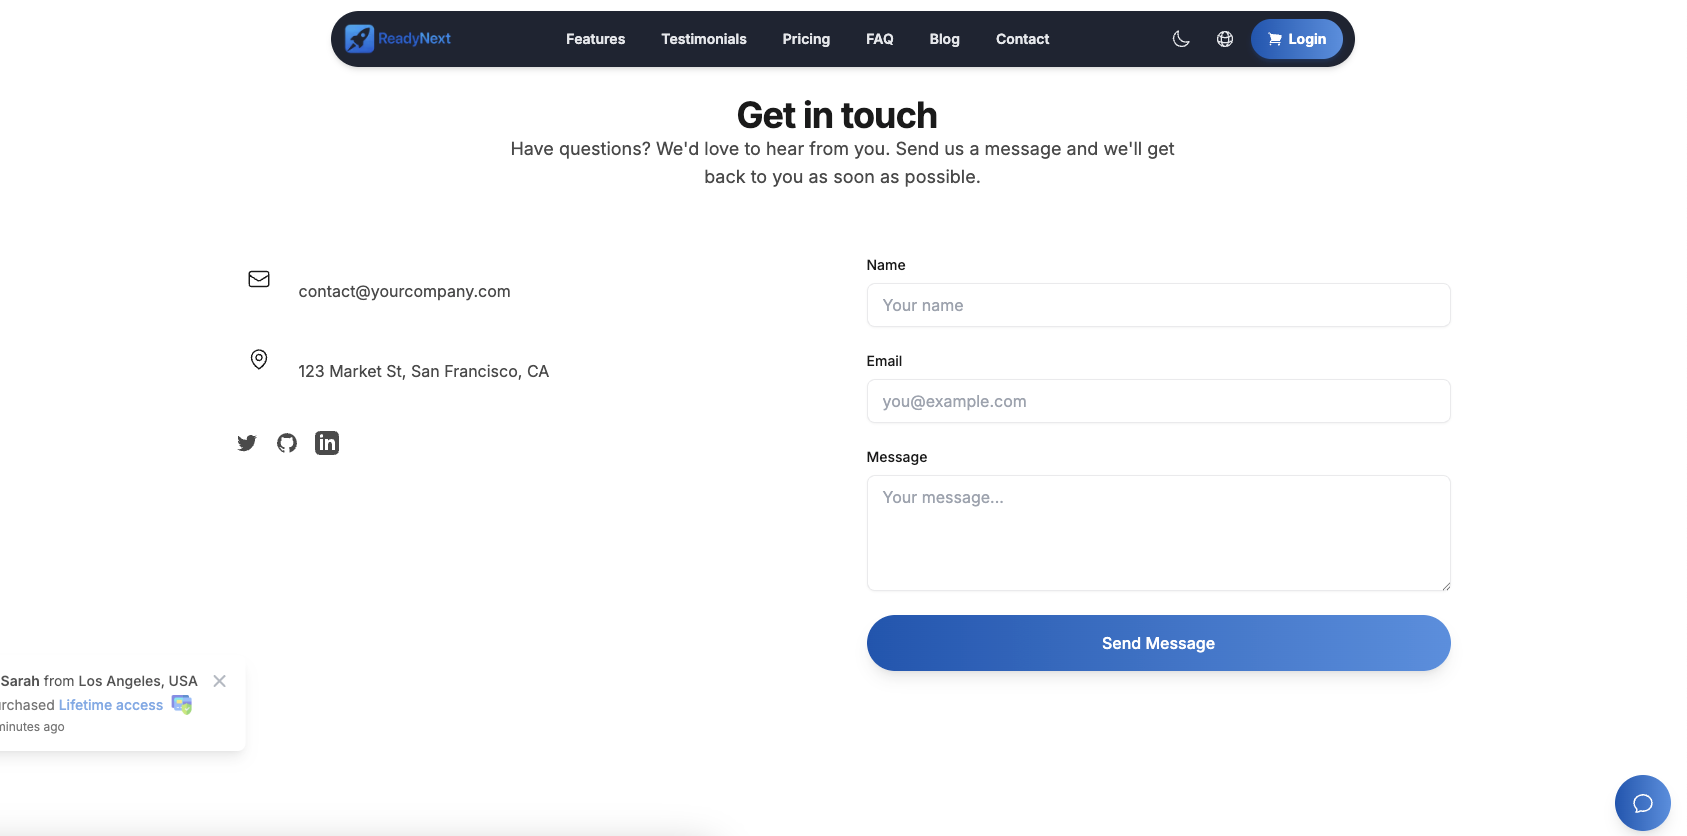 ReadyNext
Features
Testimonials
Pricing
FAQ
Blog
Contact
Login
Get in touch
Have questions? We'd love to hear from you. Send us a message and we'll get
back to you as soon as possible.
contact@yourcompany.com
123 Market St, San Francisco, CA
in
Name
Your name
Email
you@example.com
Message
Your message...
Send Message
Sarah from Los Angeles, USA
Lifetime access
minutes ago